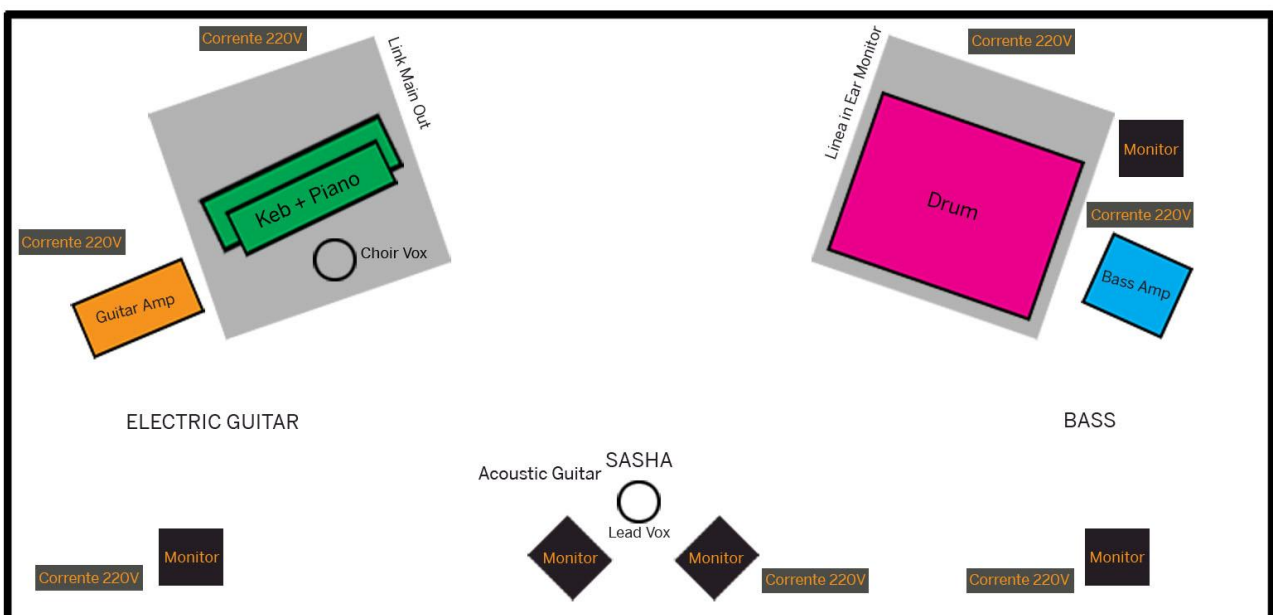 Corrente 220V
Link Main Out
Keb + Piano
Choir Vox
Corrente 220V
Guitar Amp
ELECTRIC GUITAR
Corrente 220V
Linea in Ear Monitor
Drum
Monitor
Corrente 220V
Bass Amp
BASS
SASHA
Acoustic Guitar
Lead Vox
Monitor
Corrente 220V
Monitor
Monitor
Corrente 220V
Corrente 220V
Monitor